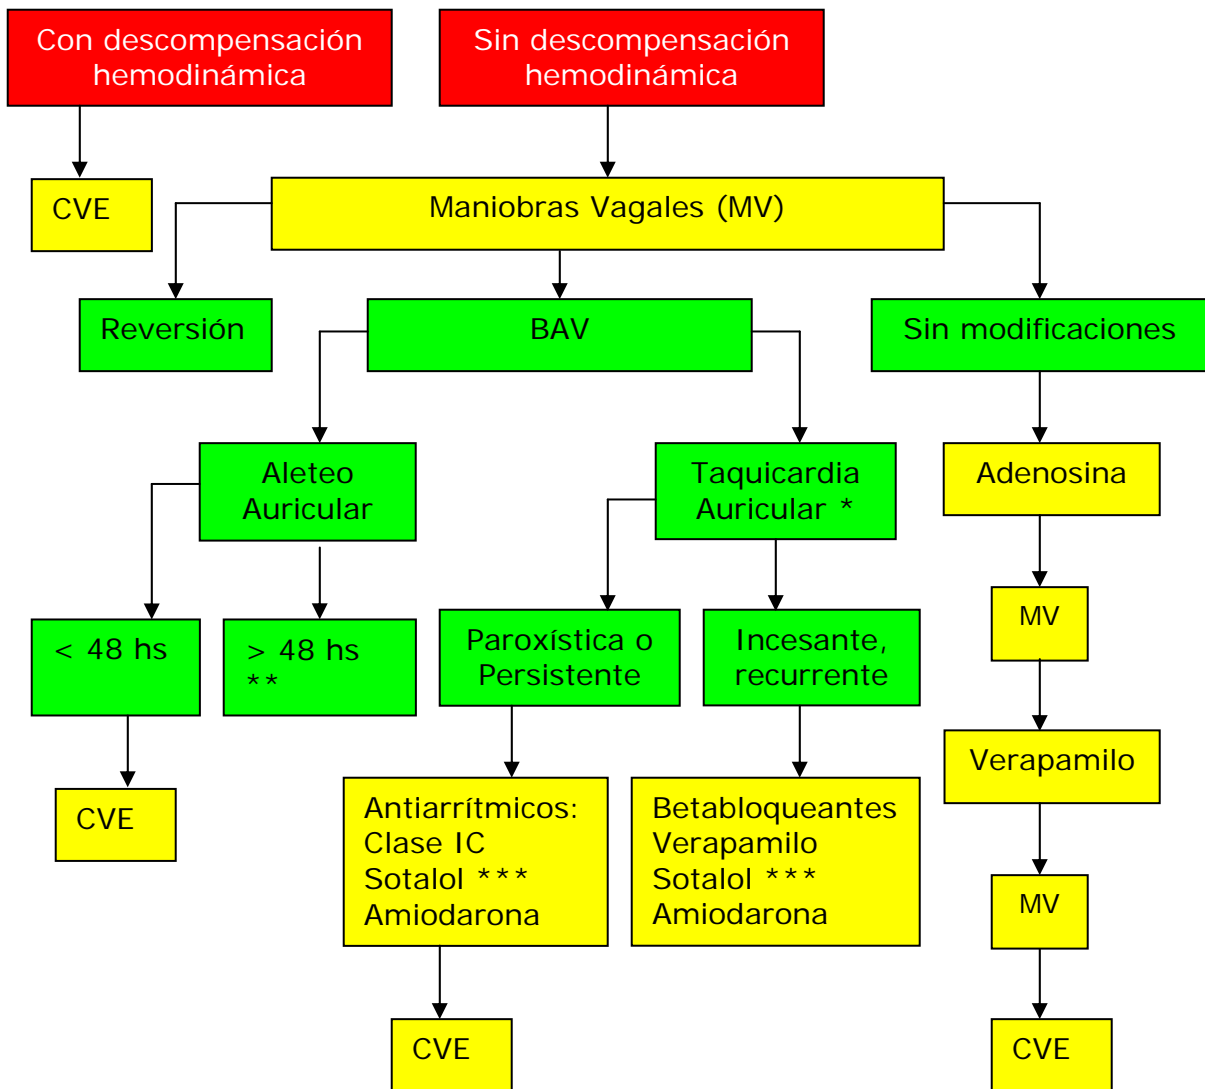 Con descompensación
hemodinámica
Sin descompensación
hemodinámica
CVE
Maniobras Vagales (MV)
Reversión
BAV
Sin modificaciones
Aleteo
Auricular
Taquicardia
Auricular *
Adenosina
MV
< 48 hs
> 48 hs
**
Paroxística o
Persistente
Incesante,
recurrente
Verapamilo
CVE
Antiarrítmicos:
Clase IC
Sotalol ***
Amiodarona
Betabloqueantes
Verapamilo
Sotalol ***
Amiodarona
MV
CVE
CVE